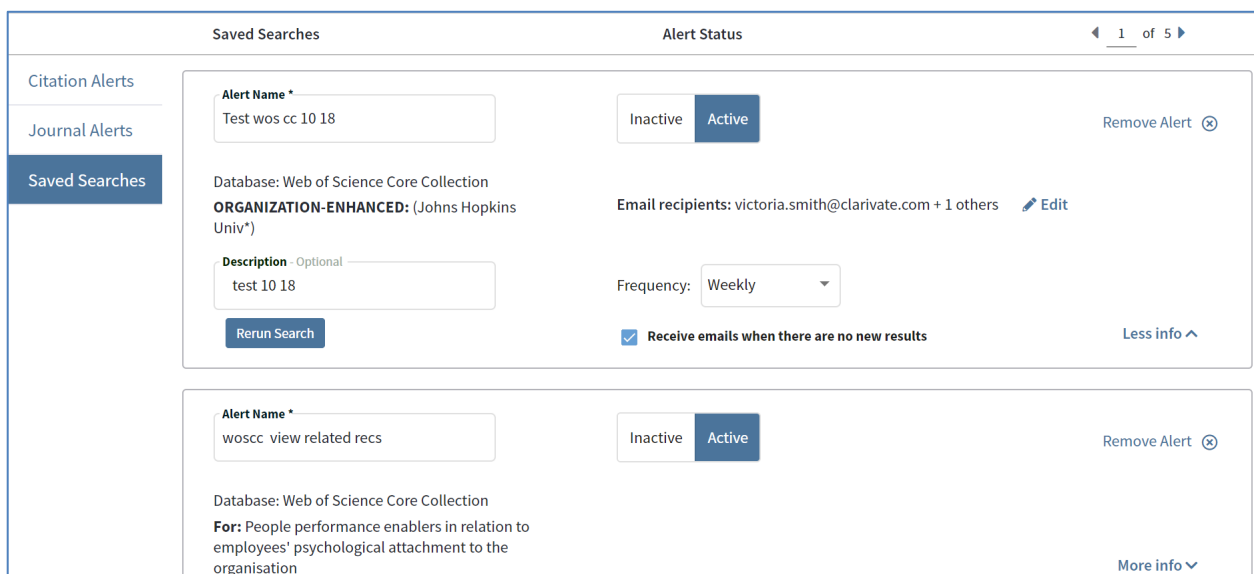 Saved Searches
Alert Status
1 of 5
Citation Alerts
Journal Alerts
Saved Searches
Alert Name *
Test wos cc 10 18
Inactive
Active
Remove Alert
Database: Web of Science Core Collection
ORGANIZATION-ENHANCED: (Johns Hopkins
Univ*)
Email recipients: victoria.smith@clarivate.com + 1 others
Edit
Description - Optional
test 10 18
Frequency:
Weekly
Rerun Search
Receive emails when there are no new results
Less info
Alert Name *
woscc  view related recs
Inactive
Active
Remove Alert
Database: Web of Science Core Collection
For: People performance enablers in relation to
employees' psychological attachment to the
organisation
More info